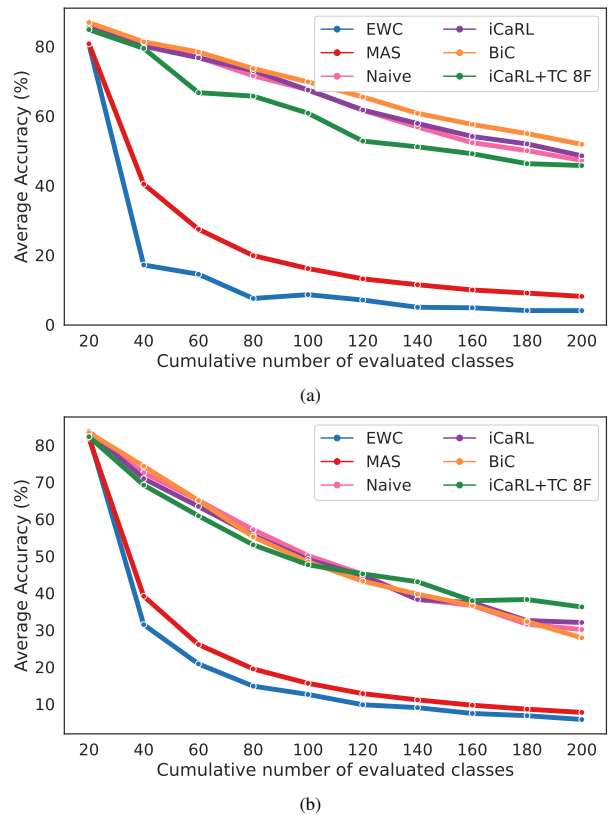 80
60
40
20
0
Average Accuracy (%)
EWC
MAS
Naive
iCaRL
BiC
iCaRL+TC 8F
20 40 60 80 100 120 140 160 180 200
Cumulative number of evaluated classes
(a)
80
70
60
50
40
30
20
10
Average Accuracy (%)
EWC
MAS
Naive
iCaRL
BiC
iCaRL+TC 8F
20 40 60 80 100 120 140 160 180 200
Cumulative number of evaluated classes
(b)